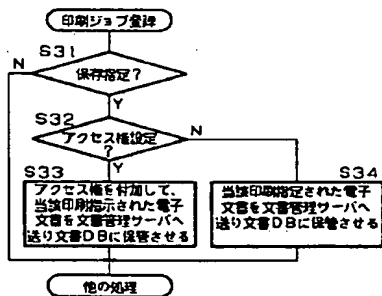 印刷ジョブ登録
S31
N
保存指定?
Y
S32
アクセス権設定
?
N
Y
S33
アクセス権を付加して、
当該印刷指示された電子
文書を文書管理サーバへ
送り文書DBに保管させる
S34
当該印刷指定された電子
文書を文書管理サーバへ
送り文書DBに保管させる
他の処理